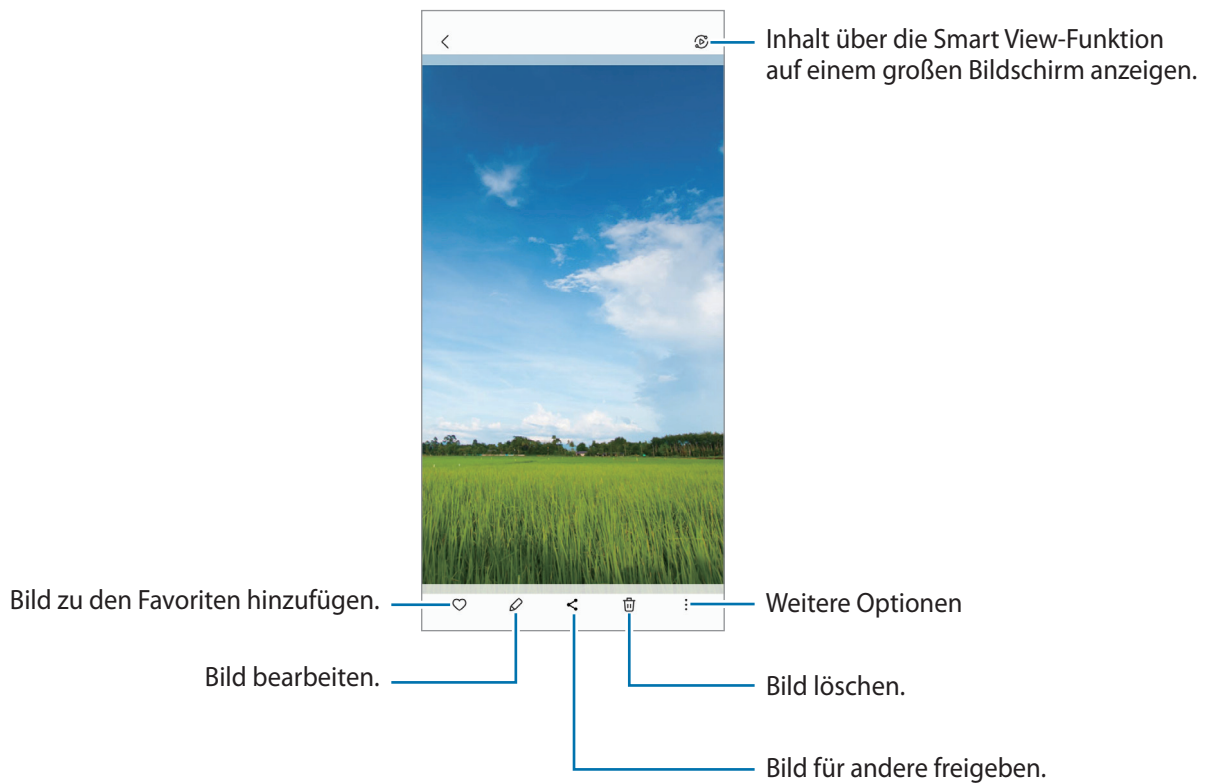 Inhalt über die Smart View-Funktion
auf einem großen Bildschirm anzeigen.
Bild zu den Favoriten hinzufügen.
Weitere Optionen
Bild bearbeiten.
Bild löschen.
Bild für andere freigeben.